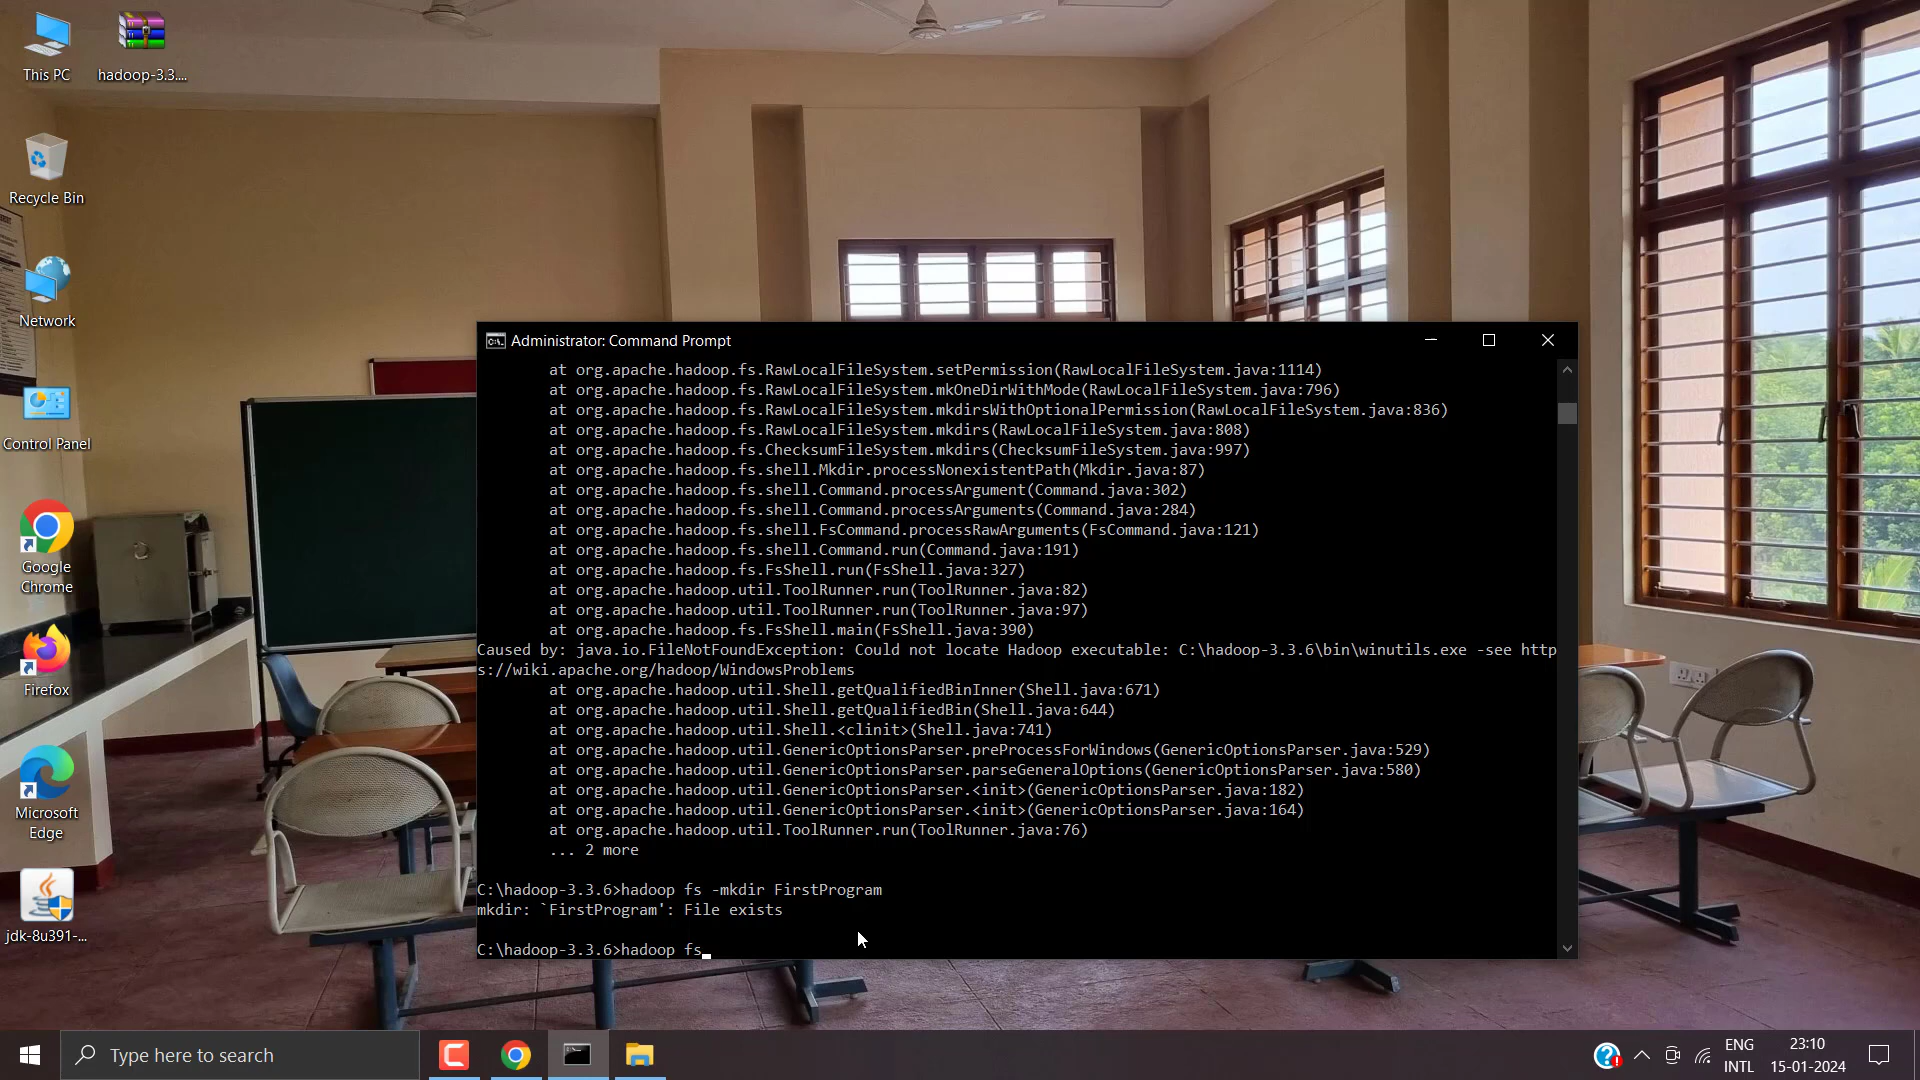 This PC
hadoop-3.3....
Recycle Bin
Network
Control Panel
Google
Chrome
Firefox
Microsoft
Edge
jdk-8u391-...
Administrator: Command Prompt
at org.apache.hadoop.fs.RawLocalFileSystem.setPermission(RawLocalFileSystem.java:1114)
at org.apache.hadoop.fs.RawLocalFileSystem.mkOneDirWithMode(RawLocalFileSystem.java:796)
at org.apache.hadoop.fs.RawLocalFileSystem.mkdirsWithOptionalPermission(RawLocalFileSystem.java:836)
at org.apache.hadoop.fs.RawLocalFileSystem.mkdirs(RawLocalFileSystem.java:808)
at org.apache.hadoop.fs.ChecksumFileSystem.mkdirs(ChecksumFileSystem.java:997)
at org.apache.hadoop.fs.shell.Mkdir.processNonexistentPath(Mkdir.java:87)
at org.apache.hadoop.fs.shell.Command.processArgument(Command.java:302)
at org.apache.hadoop.fs.shell.Command.processArguments(Command.java:284)
at org.apache.hadoop.fs.shell.FsCommand.processRawArguments(FsCommand.java:121)
at org.apache.hadoop.fs.shell.Command.run(Command.java:191)
at org.apache.hadoop.fs.FsShell.run(FsShell.java:327)
at org.apache.hadoop.util.ToolRunner.run(ToolRunner.java:82)
at org.apache.hadoop.util.ToolRunner.run(ToolRunner.java:97)
at org.apache.hadoop.fs.FsShell.main(FsShell.java:390)
Caused by: java.io.FileNotFoundException: Could not locate Hadoop executable: C:\hadoop-3.3.6\bin\winutils.exe -see http
s://wiki.apache.org/hadoop/WindowsProblems
at org.apache.hadoop.util.Shell.getQualifiedBinInner(Shell.java:671)
at org.apache.hadoop.util.Shell.getQualifiedBin(Shell.java:644)
at org.apache.hadoop.util.Shell.<clinit>(Shell.java:741)
at org.apache.hadoop.util.GenericOptionsParser.preProcessForWindows(GenericOptionsParser.java:529)
at org.apache.hadoop.util.GenericOptionsParser.parseGeneralOptions(GenericOptionsParser.java:580)
at org.apache.hadoop.util.GenericOptionsParser.<init>(GenericOptionsParser.java:182)
at org.apache.hadoop.util.GenericOptionsParser.<init>(GenericOptionsParser.java:164)
at org.apache.hadoop.util.ToolRunner.run(ToolRunner.java:76)
... 2 more
C:\hadoop-3.3.6>hadoop fs -mkdir FirstProgram
mkdir: `FirstProgram': File exists
C:\hadoop-3.3.6>hadoop fs
Type here to search
ENG
INTL
23:10
15-01-2024